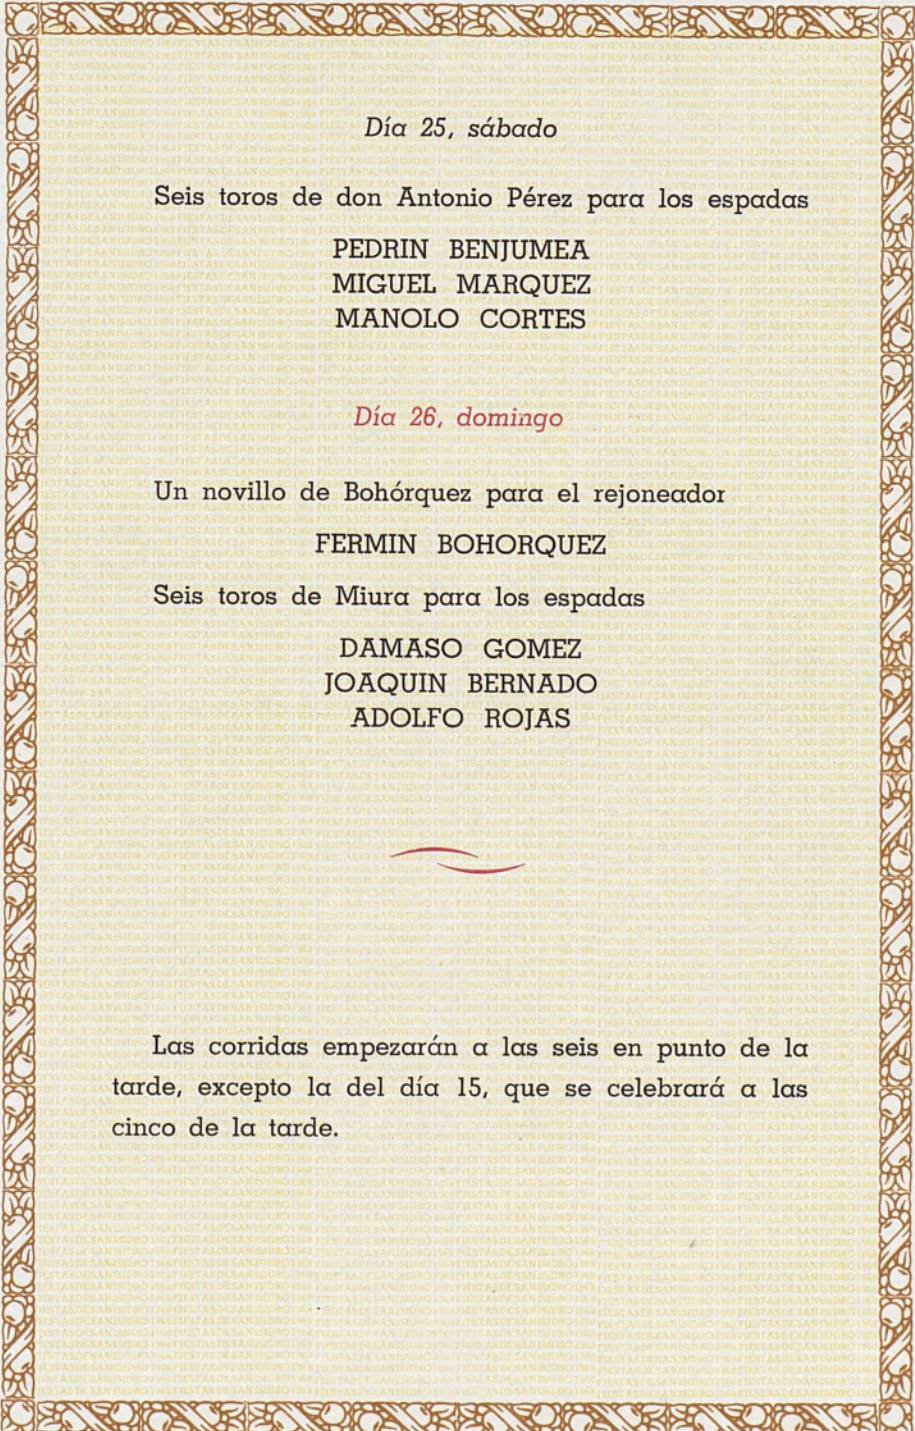 Día 25, sábado
Seis toros de don Antonio Pérez para los espadas
PEDRIN BENJUMEA
MIGUEL MARQUEZ
MANOLO CORTES
Día 26, domingo
Un novillo de Bohórquez para el rejoneador
FERMIN BOHORQUEZ
Seis toros de Miura para los espadas
DAMASO GOMEZ
JOAQUIN BERNADO
ADOLFO ROJAS
Las corridas empezarán a las seis en punto de la
tarde, excepto la del día 15, que se celebrará a las
cinco de la tarde.